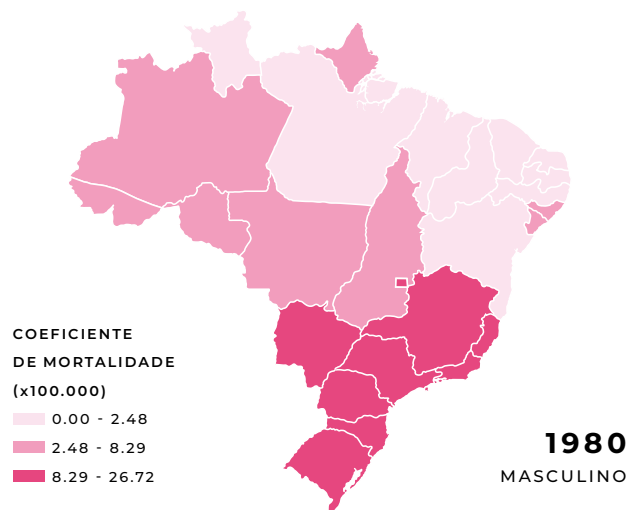 COEFICIENTE
DE MORTALIDADE
(x100.000)
0.00 - 2.48
2.48 - 8.29
8.29 - 26.72
1980
MASCULINO